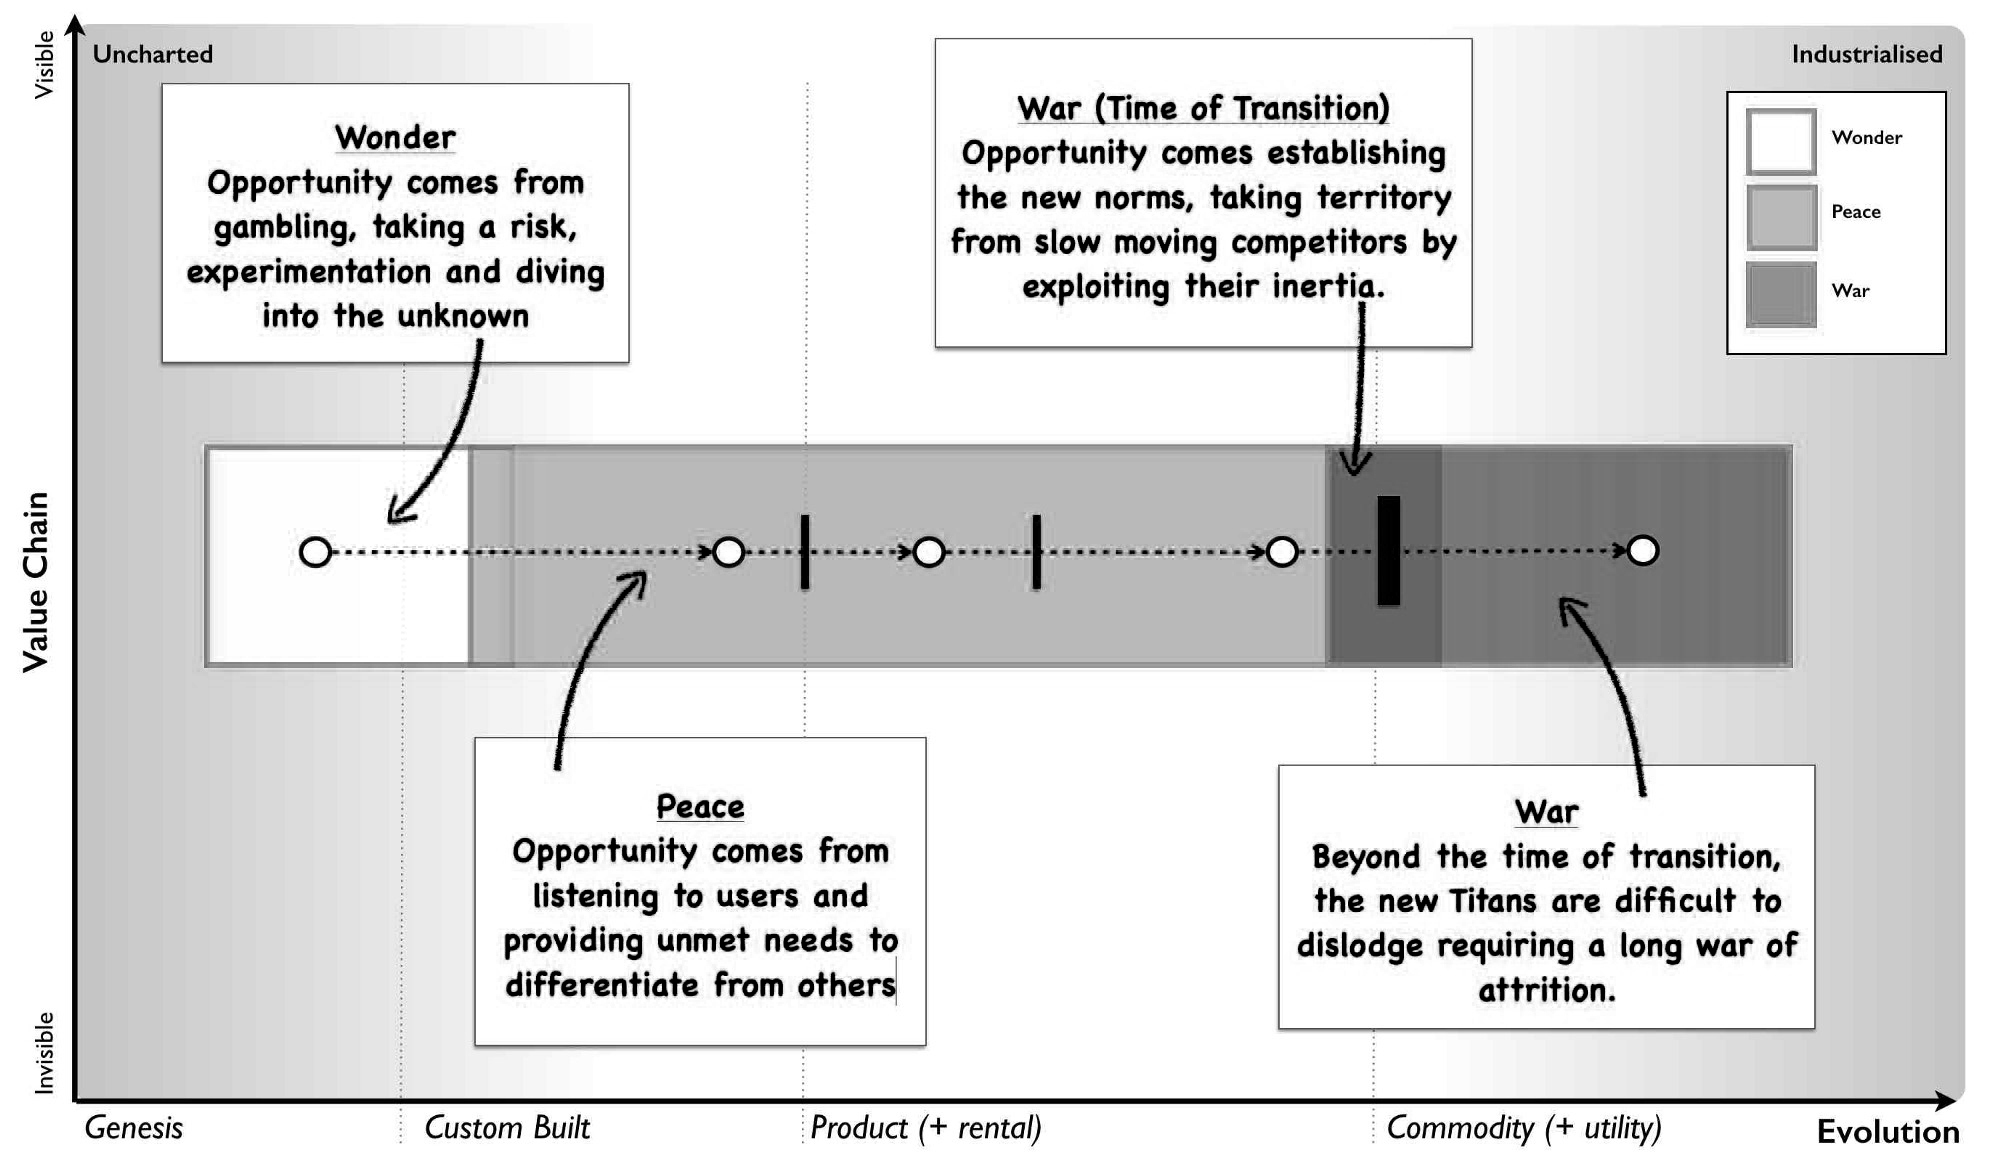 Visible
Uncharted
Industrialised
Wonder
Opportunity comes from
gambling, taking a risk,
experimentation and diving
into the unknown
War (Time of Transition)
Opportunity comes establishing
the new norms, taking territory
from slow moving competitors by
exploiting their inertia.
Wonder
Peace
War
Value Chain
Peace
Opportunity comes from
listening to users and
providing unmet needs to
differentiate from others
War
Beyond the time of transition,
the new Titans are difficult to
dislodge requiring a long war of
attrition.
Invisible
Genesis
Custom Built
Product (+ rental)
Commodity (+ utility)
Evolution